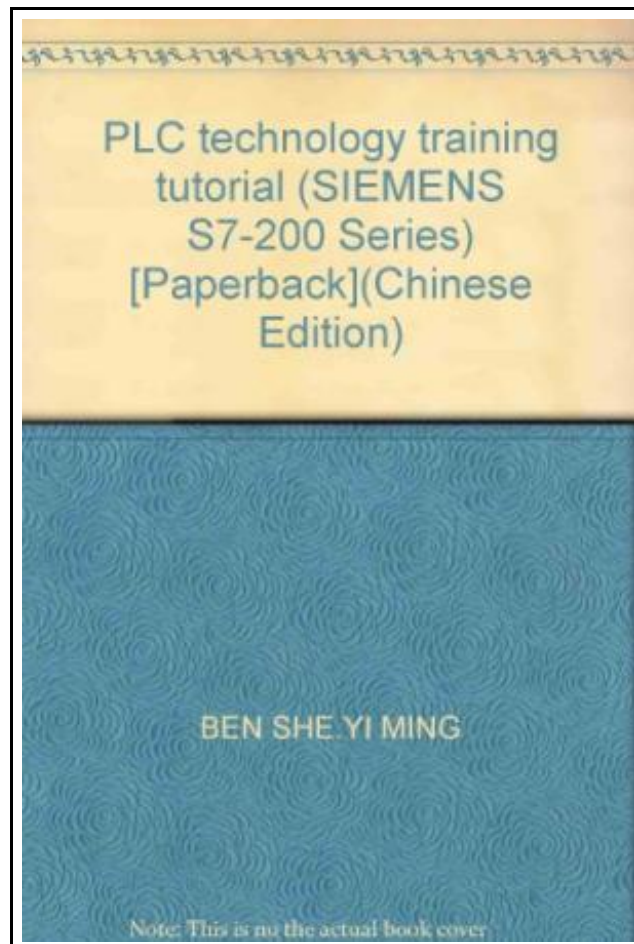 PLC technology training
tutorial (SIEMENS
S7-200 Series)
[Paperback](Chinese
Edition)
BEN SHE.YI MING
Note: This is no the actual book cover